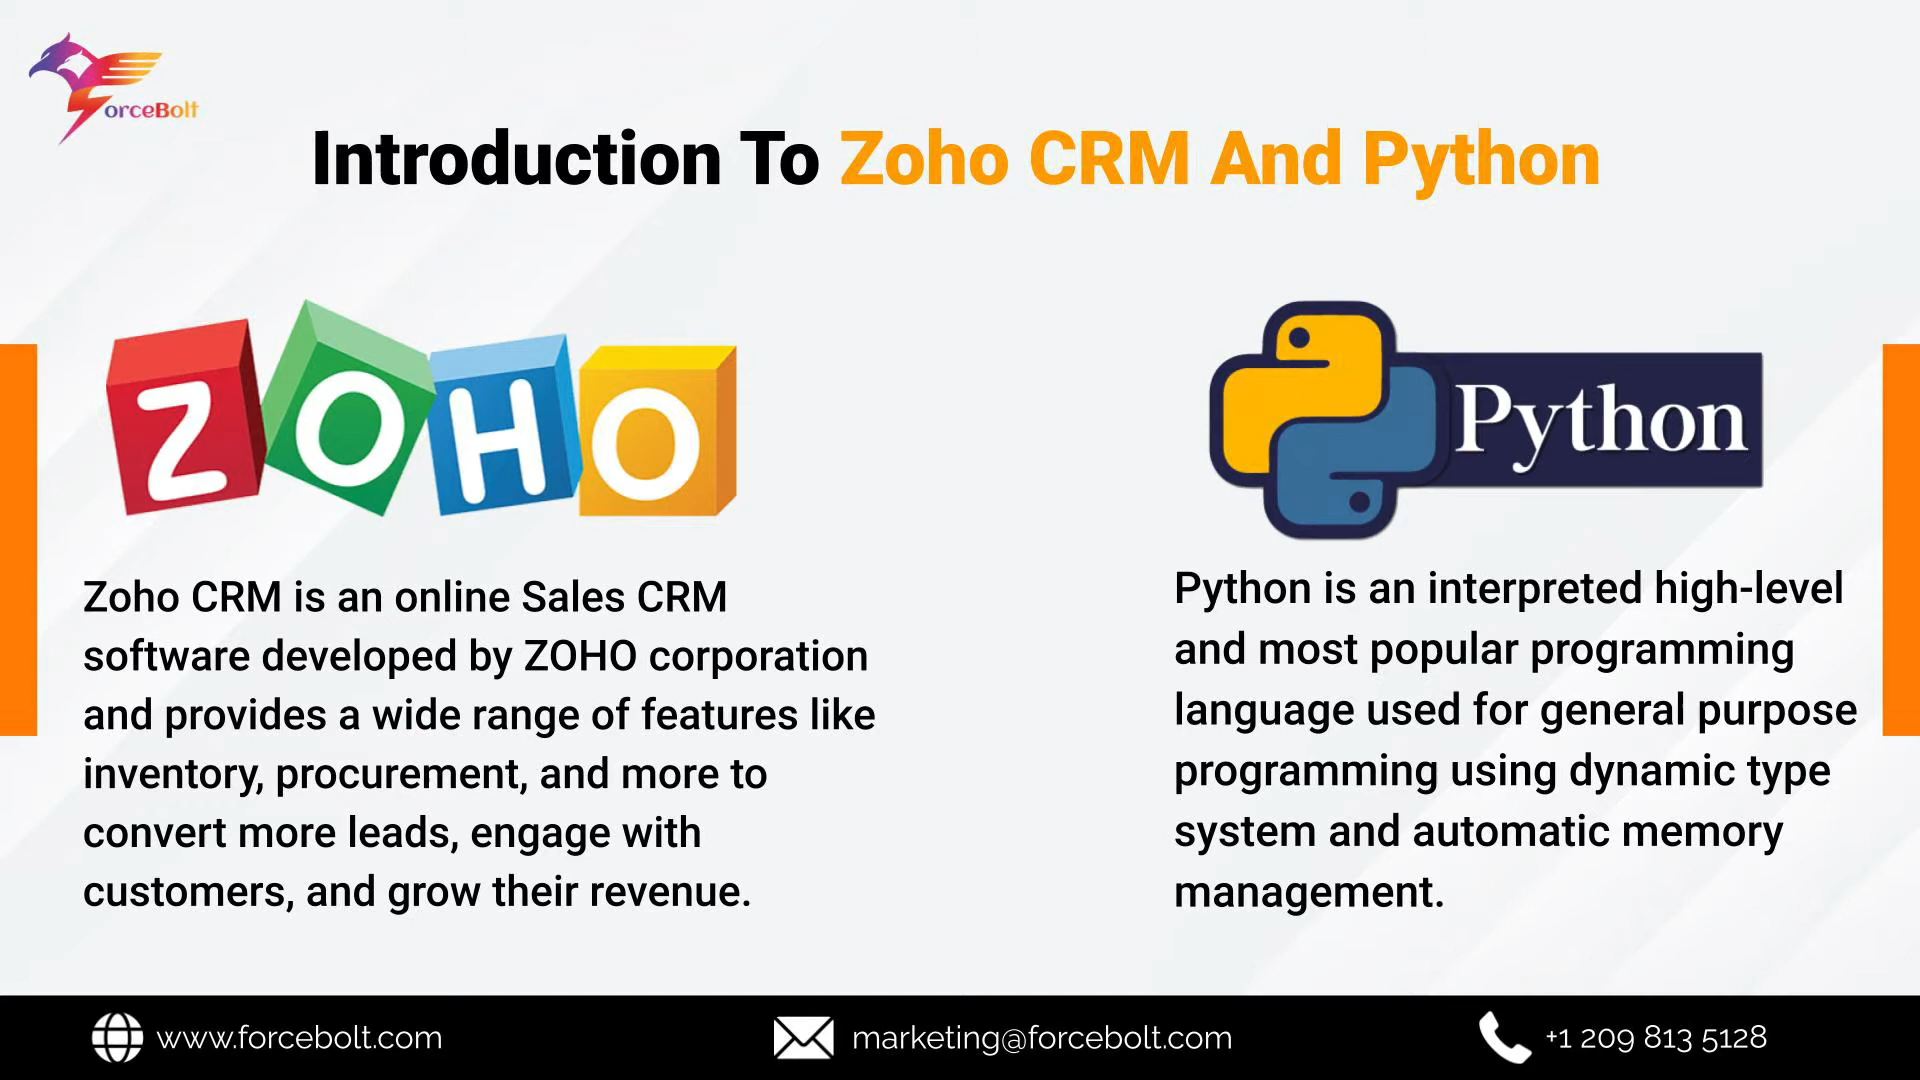 ForceBolt
Introduction To Zoho CRM And Python
ZOHO
Python
Zoho CRM is an online Sales CRM
software developed by ZOHO corporation
and provides a wide range of features like
inventory, procurement, and more to
convert more leads, engage with
customers, and grow their revenue.
Python is an interpreted high-level
and most popular programming
language used for general purpose
programming using dynamic type
system and automatic memory
management.
www.forcebolt.com
marketing@forcebolt.com
+1 209 813 5128